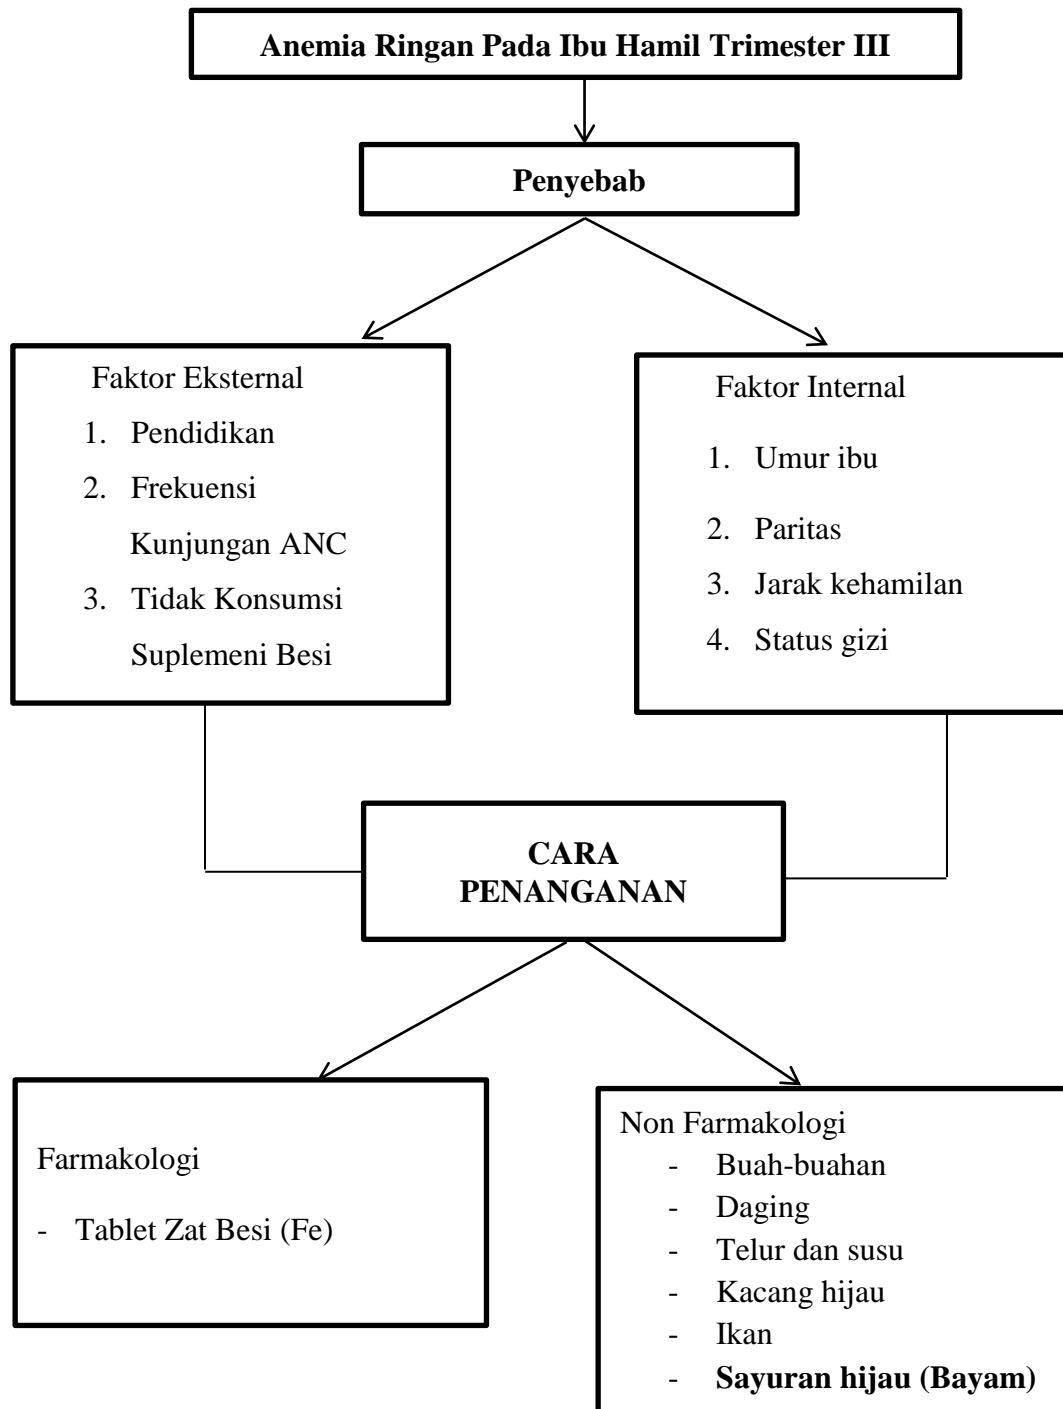 Anemia Ringan Pada Ibu Hamil Trimester III
Penyebab
Faktor Eksternal
1. Pendidikan
2. Frekuensi
Kunjungan ANC
3. Tidak Konsumsi
Suplemeni Besi
Faktor Internal
1. Umur ibu
2. Paritas
3. Jarak kehamilan
4. Status gizi
CARA
PENANGANAN
Farmakologi
- Tablet Zat Besi (Fe)
Non Farmakologi
- Buah-buahan
- Daging
- Telur dan susu
- Kacang hijau
- Ikan
- Sayuran hijau (Bayam)